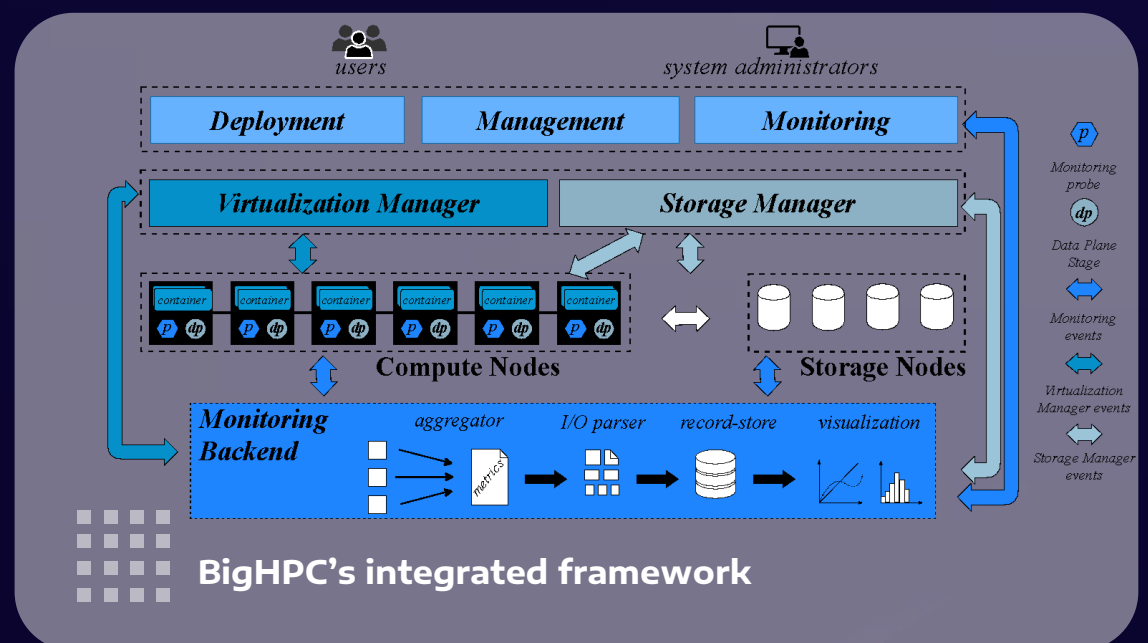 users
system administrators
Deployment
Management
Monitoring
Virtualization Manager
Storage Manager
container
container
container
container
container
container
p dp
p dp
p dp
p dp
p dp
p dp
Compute Nodes
Storage Nodes
Monitoring
Backend
aggregator
I/O parser
record-store
visualization
metrics
p
Monitoring
probe
dp
Data Plane
Stage
Monitoring
events
Virtualization
Manager events
Storage Manager
events
BigHPC’s integrated framework